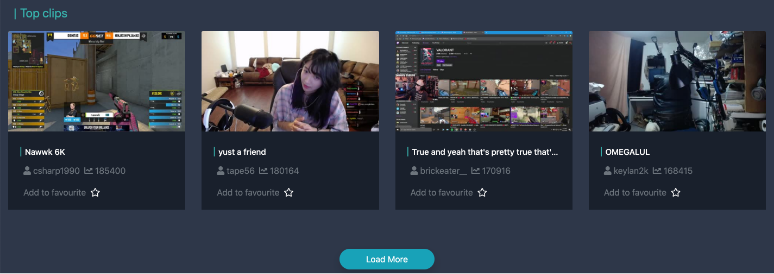 Top clips
Nawwk 6K
csharp1990 185400
Add to favourite
yust a friend
tape56 180164
Add to favourite
VALORANT
True and yeah that's pretty true that'...
brickeater__ 170916
Add to favourite
OMEGALUL
keylan2k 168415
Add to favourite
Load More